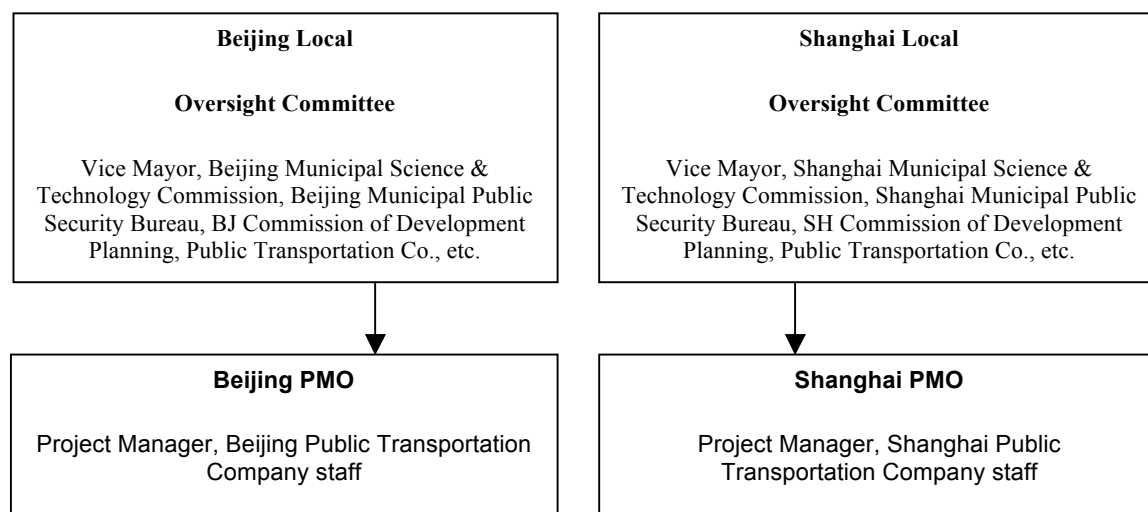 Beijing Local
Oversight Committee
Vice Mayor, Beijing Municipal Science &
Technology Commission, Beijing Municipal Public
Security Bureau, BJ Commission of Development
Planning, Public Transportation Co., etc.
Shanghai Local
Oversight Committee
Vice Mayor, Shanghai Municipal Science &
Technology Commission, Shanghai Municipal Public
Security Bureau, SH Commission of Development
Planning, Public Transportation Co., etc.
Beijing PMO
Project Manager, Beijing Public Transportation
Company staff
Shanghai PMO
Project Manager, Shanghai Public
Transportation Company staff